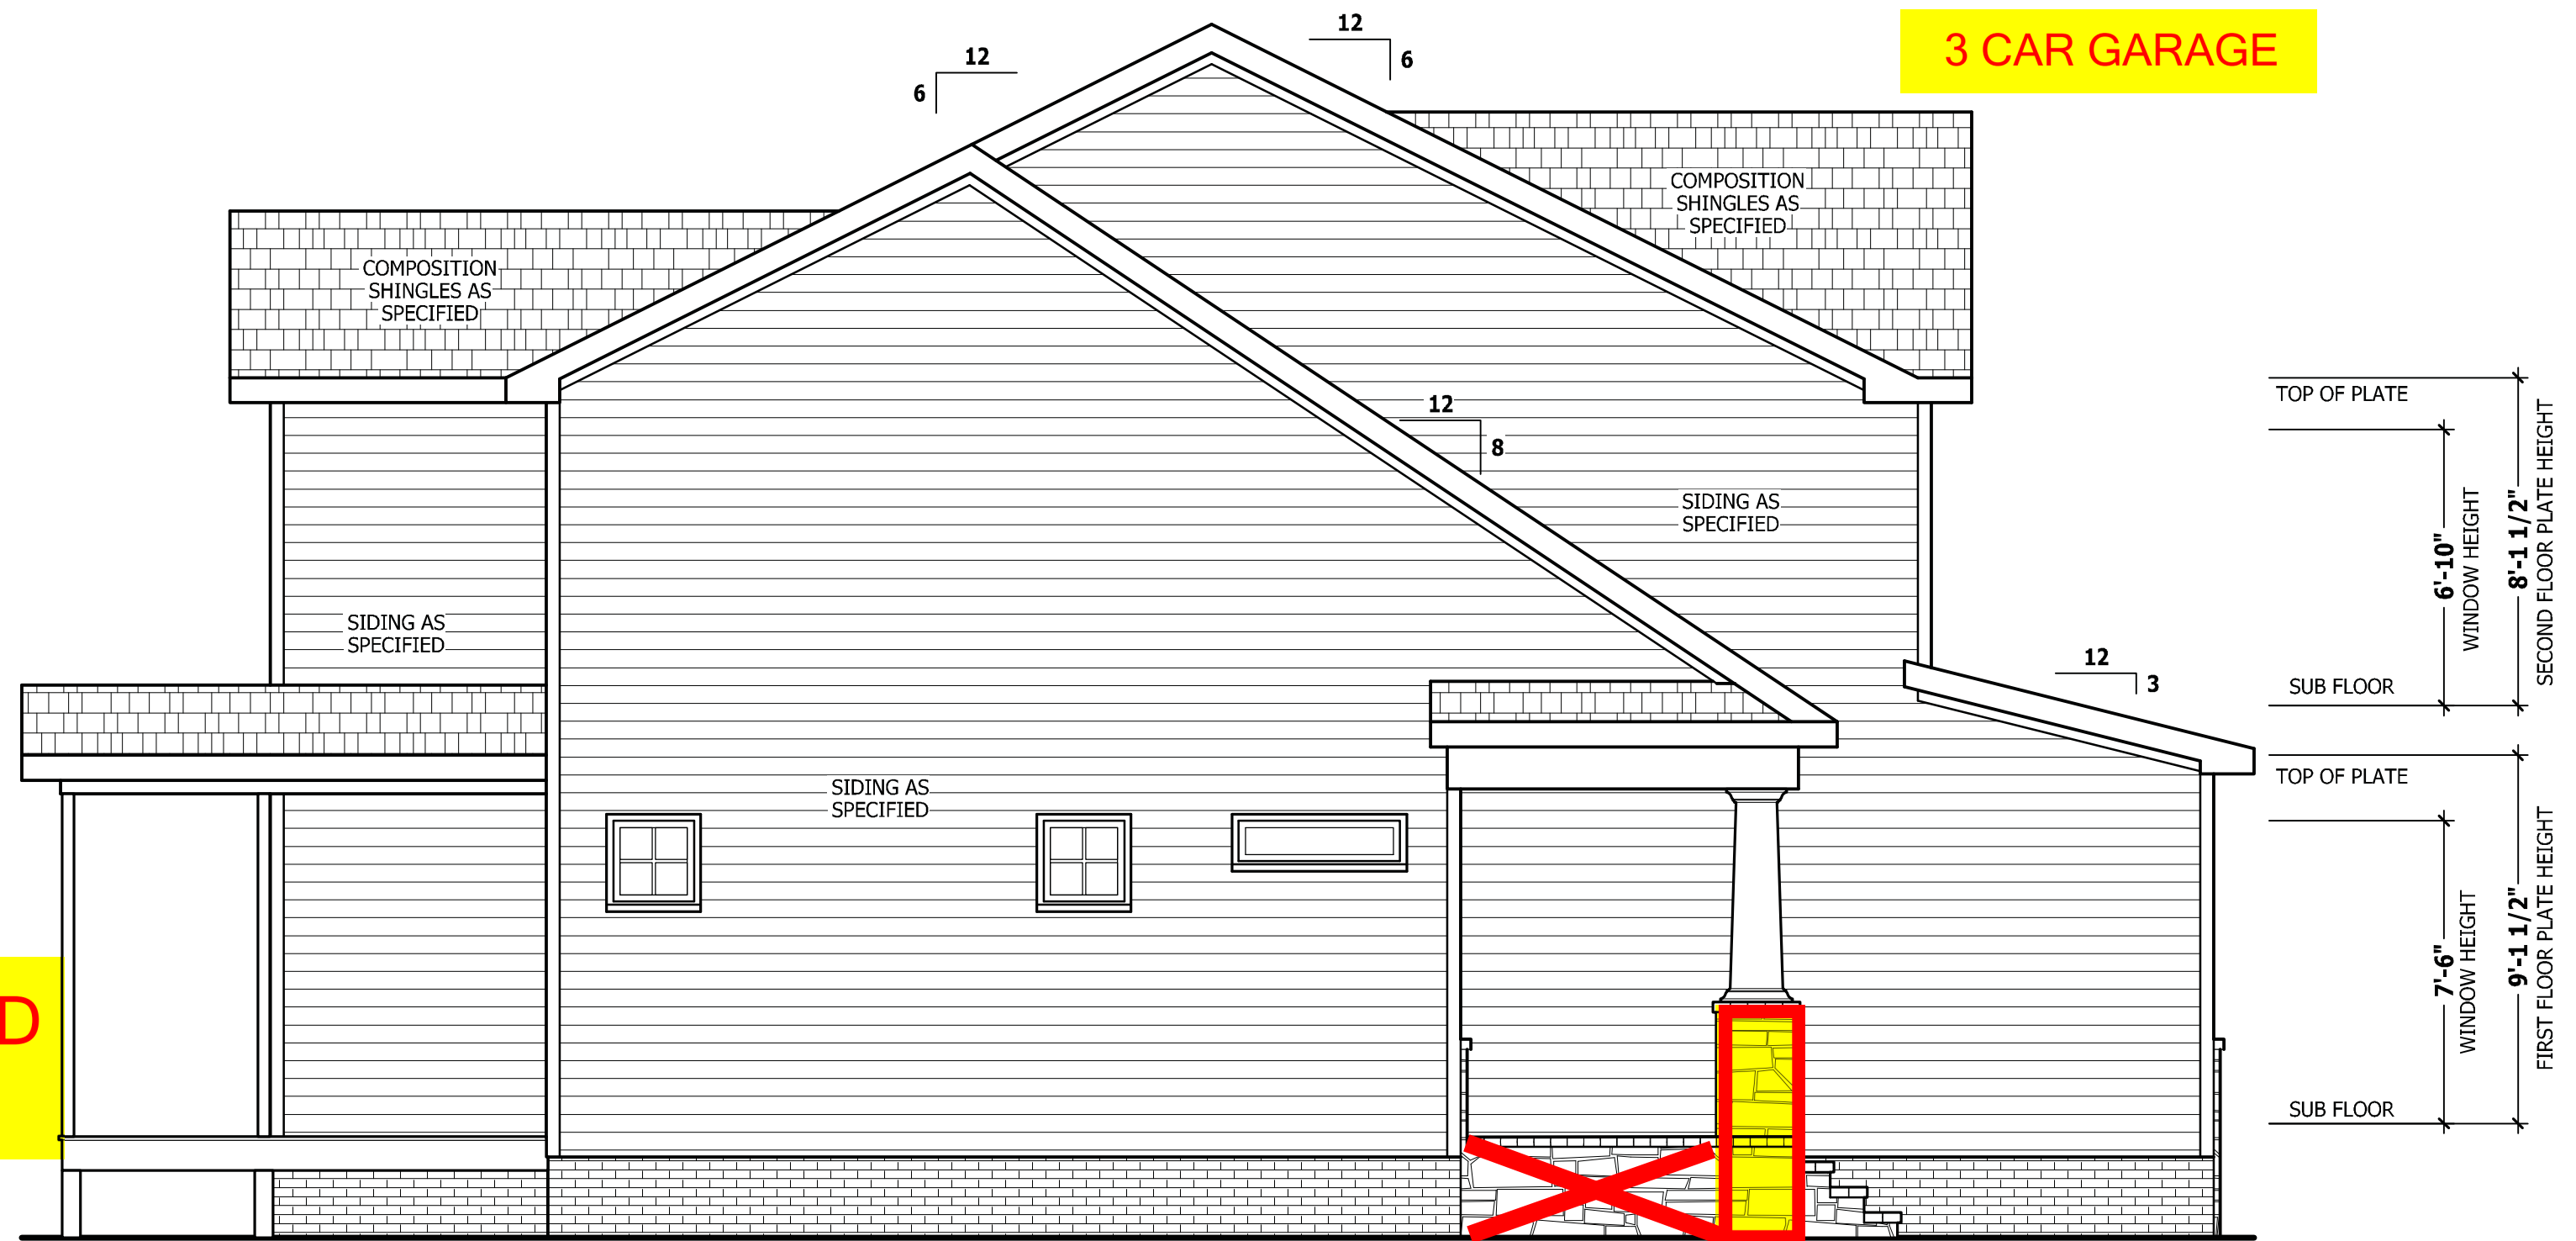 12
6
12
6
3 CAR GARAGE
COMPOSITION
SHINGLES AS
SPECIFIED
COMPOSITION
SHINGLES AS
SPECIFIED
12
8
SIDING AS
SPECIFIED
SIDING AS
SPECIFIED
SIDING AS
SPECIFIED
12
3
TOP OF PLATE
6'-10"
WINDOW HEIGHT
8'-1 1/2"
SECOND FLOOR PLATE HEIGHT
SUB FLOOR
TOP OF PLATE
7'-6"
WINDOW HEIGHT
9'-1 1/2"
FIRST FLOOR PLATE HEIGHT
SUB FLOOR
D